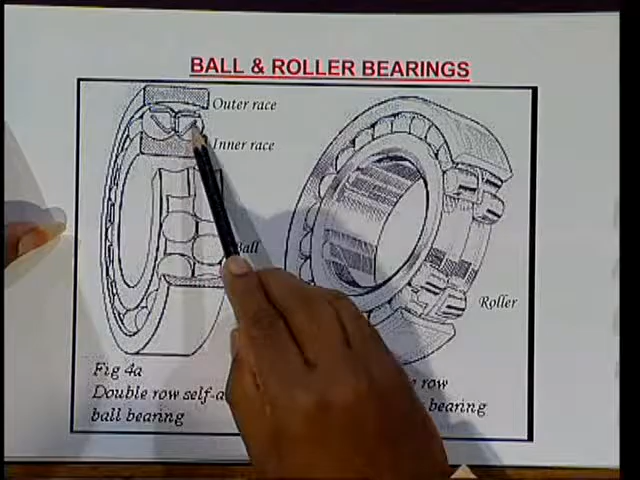 BALL & ROLLER BEARINGS
Outer race
Inner race
Ball
Roller
Fig 4a
Double row self-a
ball bearing
row
bearing